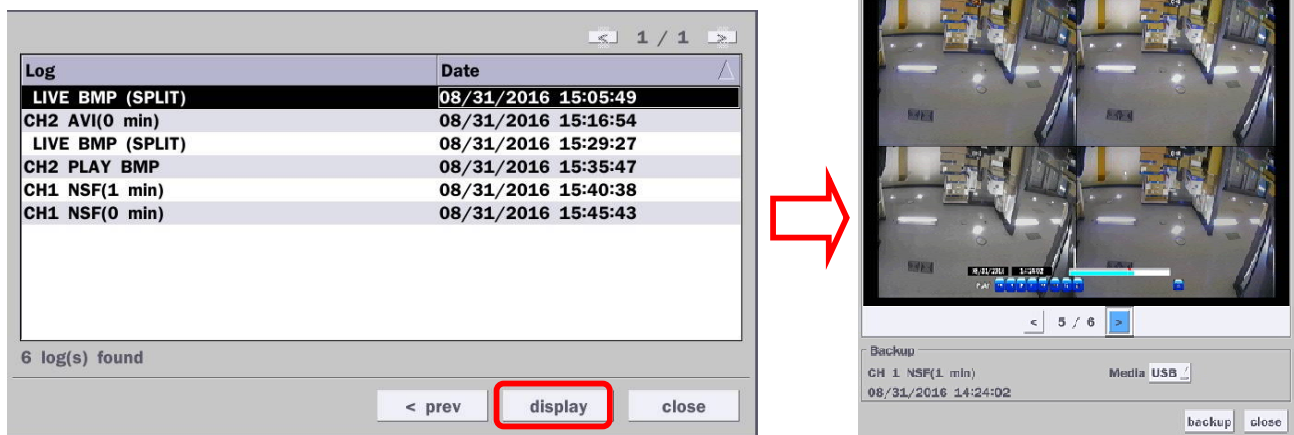 < 1 / 1 >
Log Date
LIVE BMP (SPLIT) 08/31/2016 15:05:49
CH2 AVI(0 min) 08/31/2016 15:16:54
LIVE BMP (SPLIT) 08/31/2016 15:29:27
CH2 PLAY BMP 08/31/2016 15:35:47
CH1 NSF(1 min) 08/31/2016 15:40:38
CH1 NSF(0 min) 08/31/2016 15:45:43
6 log(s) found
< prev display close
< 5 / 6 >
Backup
CH 1 NSF(1 min) Media USB
08/31/2016 14:24:02
backup close